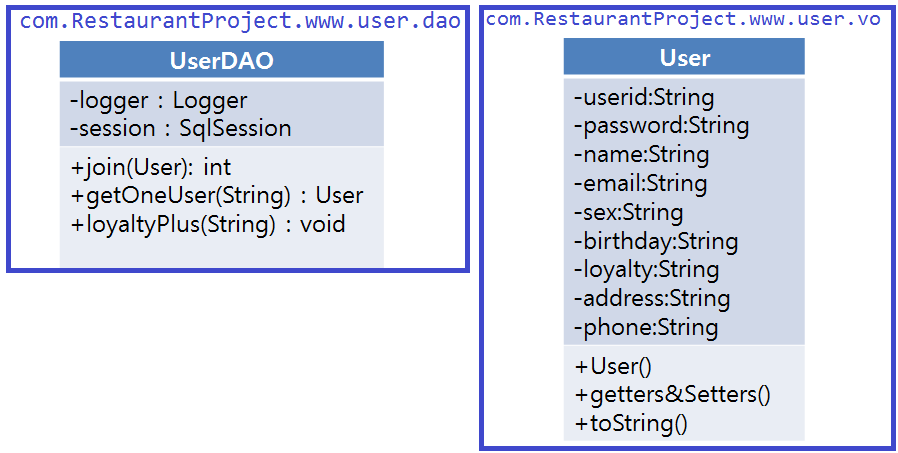 com.RestaurantProject.www.user.dao
UserDAO
-logger : Logger
-session : SqlSession
+join(User): int
+getOneUser(String) : User
+loyaltyPlus(String) : void
com.RestaurantProject.www.user.vo
User
-userid:String
-password:String
-name:String
-email:String
-sex:String
-birthday:String
-loyalty:String
-address:String
-phone:String
+User()
+getters&Setters()
+toString()